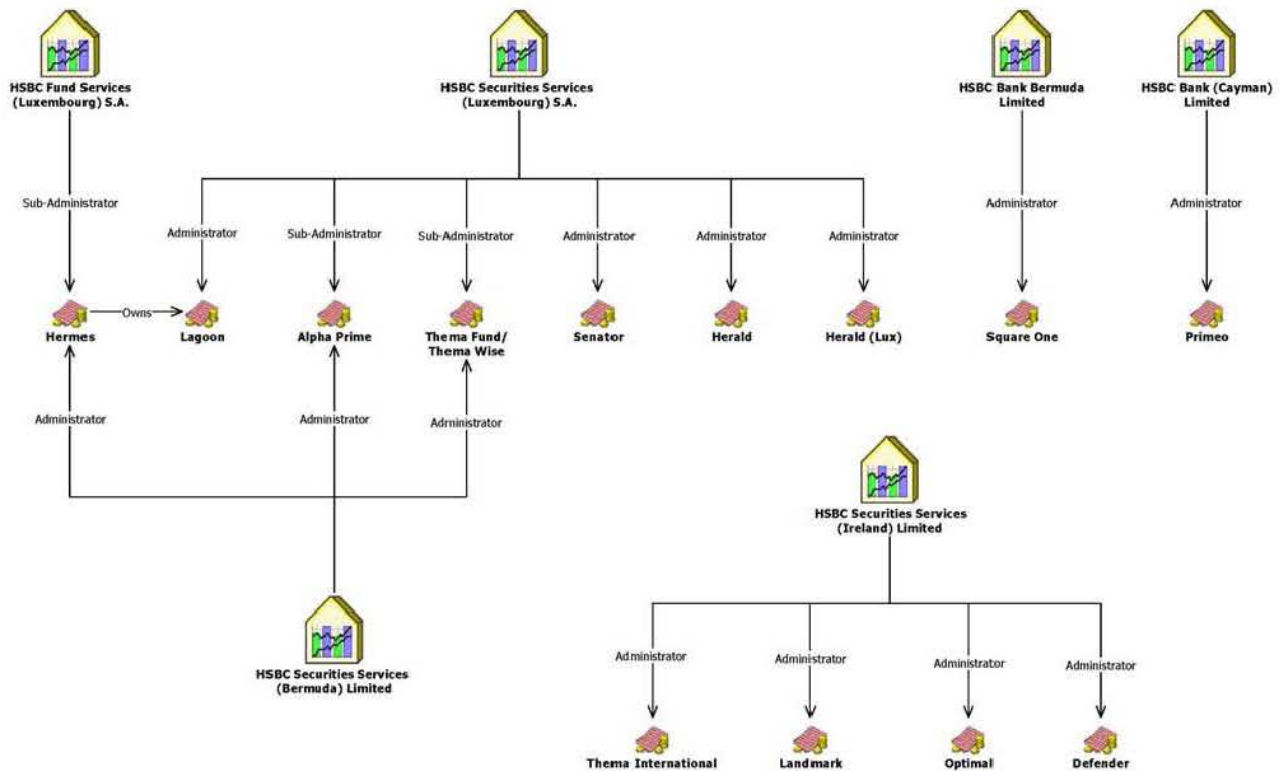 HSBC Fund Services
(Luxembourg) S.A.
HSBC Securities Services
(Luxembourg) S.A.
HSBC Bank Bermuda
Limited
HSBC Bank (Cayman)
Limited
Sub-Administrator
Administrator
Sub-Administrator
Sub-Administrator
Administrator
Administrator
Administrator
Administrator
Administrator
Owns
Hermes
Lagoon
Alpha Prime
Thema Fund/
Thema Wise
Senator
Herald
Herald (Lux)
Square One
Primeo
Administrator
Administrator
Administrator
HSBC Securities Services
(Ireland) Limited
HSBC Securities Services
(Bermuda) Limited
Administrator
Administrator
Administrator
Administrator
Thema International
Landmark
Optimal
Defender